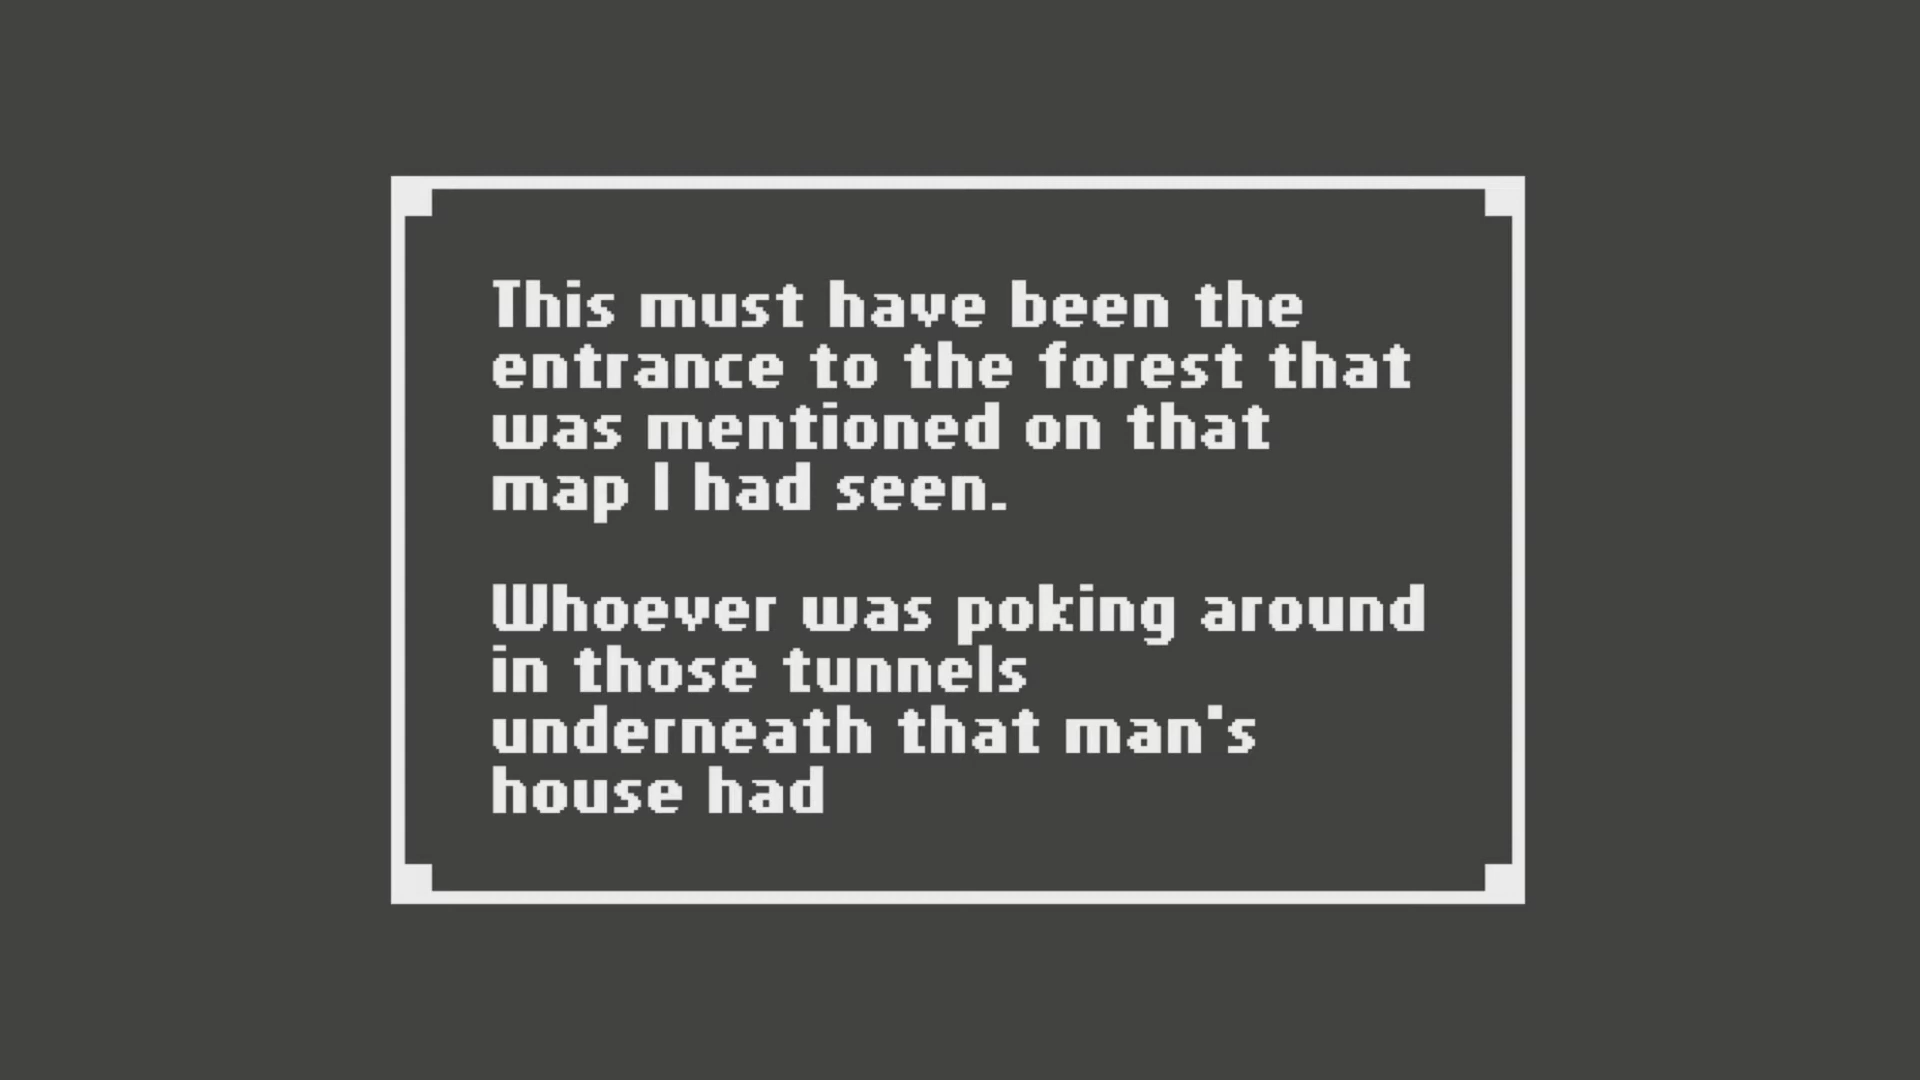 This must have been the
entrance to the forest that
was mentioned on that
map I had seen.
Whoever was poking around
in those tunnels
underneath that man's
house had